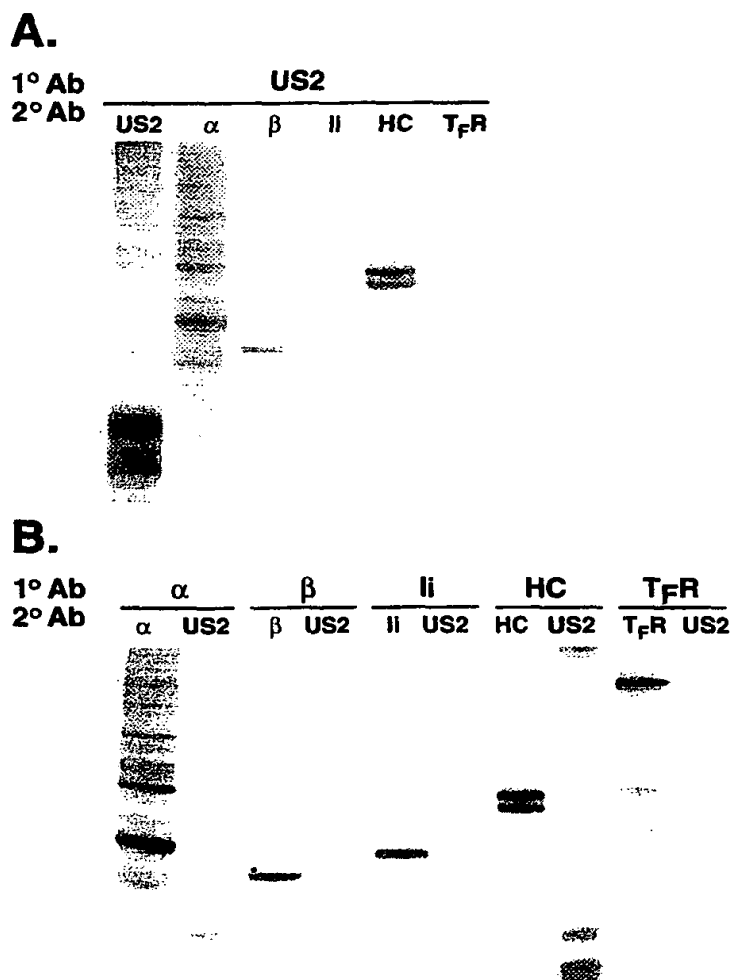 A.
1° Ab US2
2° Ab US2 α β Ii HC TFR
B.
1° Ab α β Ii HC TFR
2° Ab α US2 β US2 Ii US2 HC US2 TFR US2